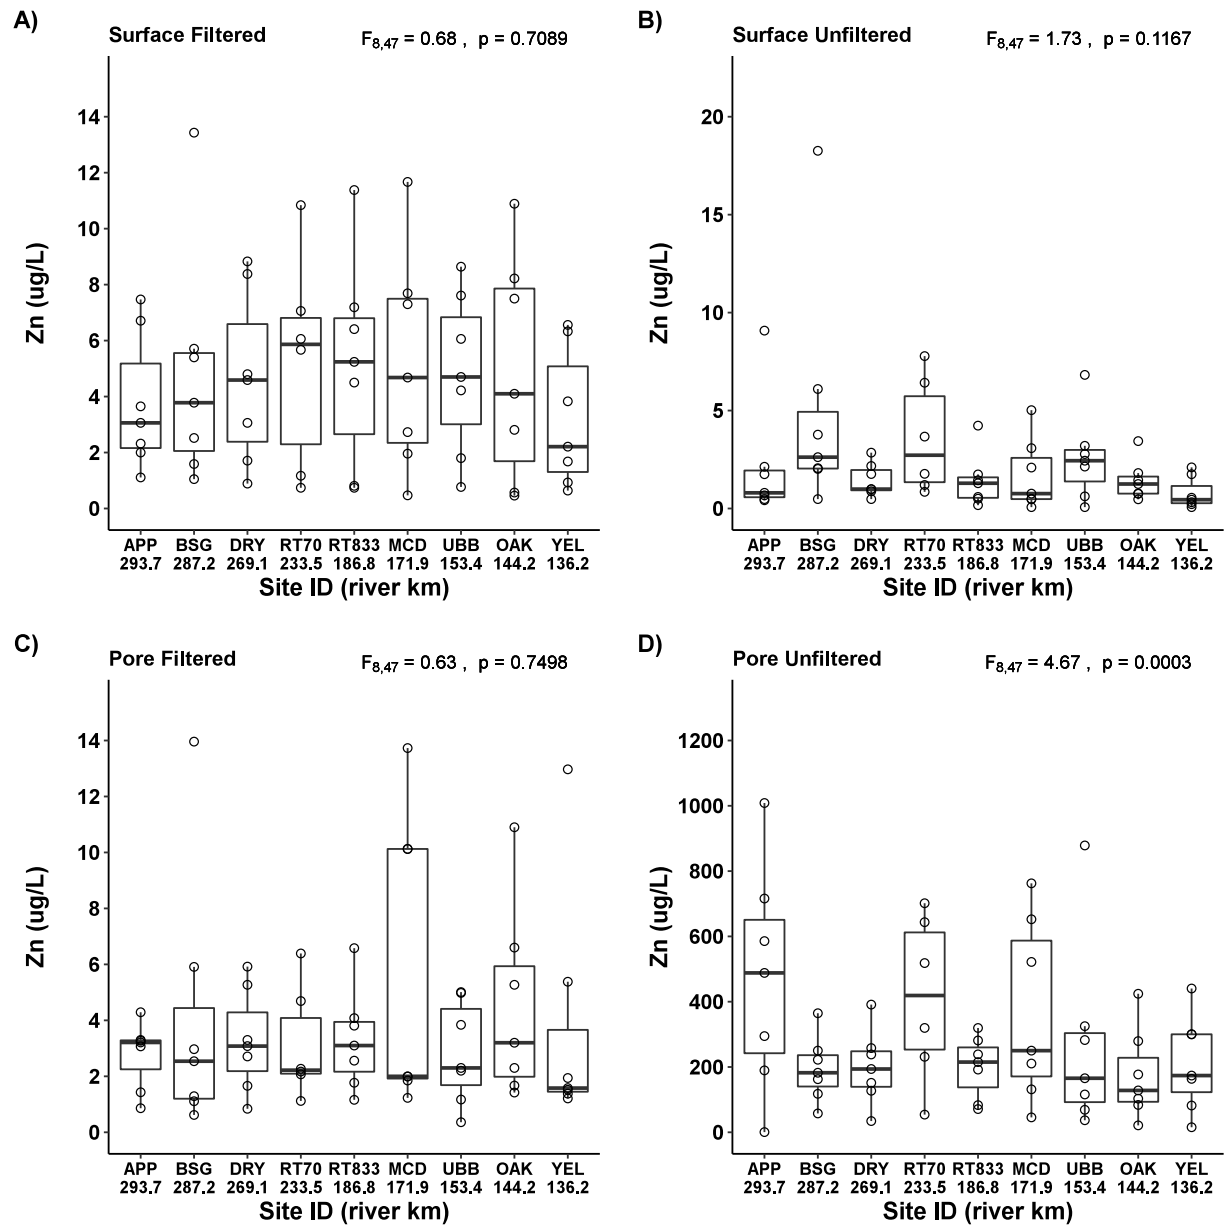 A)
Surface Filtered
F8,47 = 0.68 , p = 0.7089
Zn (ug/L)
14
12
10
8
6
4
2
0
APP BSG DRY RT70 RT833 MCD UBB OAK YEL
293.7 287.2 269.1 233.5 186.8 171.9 153.4 144.2 136.2
Site ID (river km)
B)
Surface Unfiltered
F8,47 = 1.73 , p = 0.1167
Zn (ug/L)
20
15
10
5
0
APP BSG DRY RT70 RT833 MCD UBB OAK YEL
293.7 287.2 269.1 233.5 186.8 171.9 153.4 144.2 136.2
Site ID (river km)
C)
Pore Filtered
F8,47 = 0.63 , p = 0.7498
Zn (ug/L)
14
12
10
8
6
4
2
0
APP BSG DRY RT70 RT833 MCD UBB OAK YEL
293.7 287.2 269.1 233.5 186.8 171.9 153.4 144.2 136.2
Site ID (river km)
D)
Pore Unfiltered
F8,47 = 4.67 , p = 0.0003
Zn (ug/L)
1200
1000
800
600
400
200
0
APP BSG DRY RT70 RT833 MCD UBB OAK YEL
293.7 287.2 269.1 233.5 186.8 171.9 153.4 144.2 136.2
Site ID (river km)